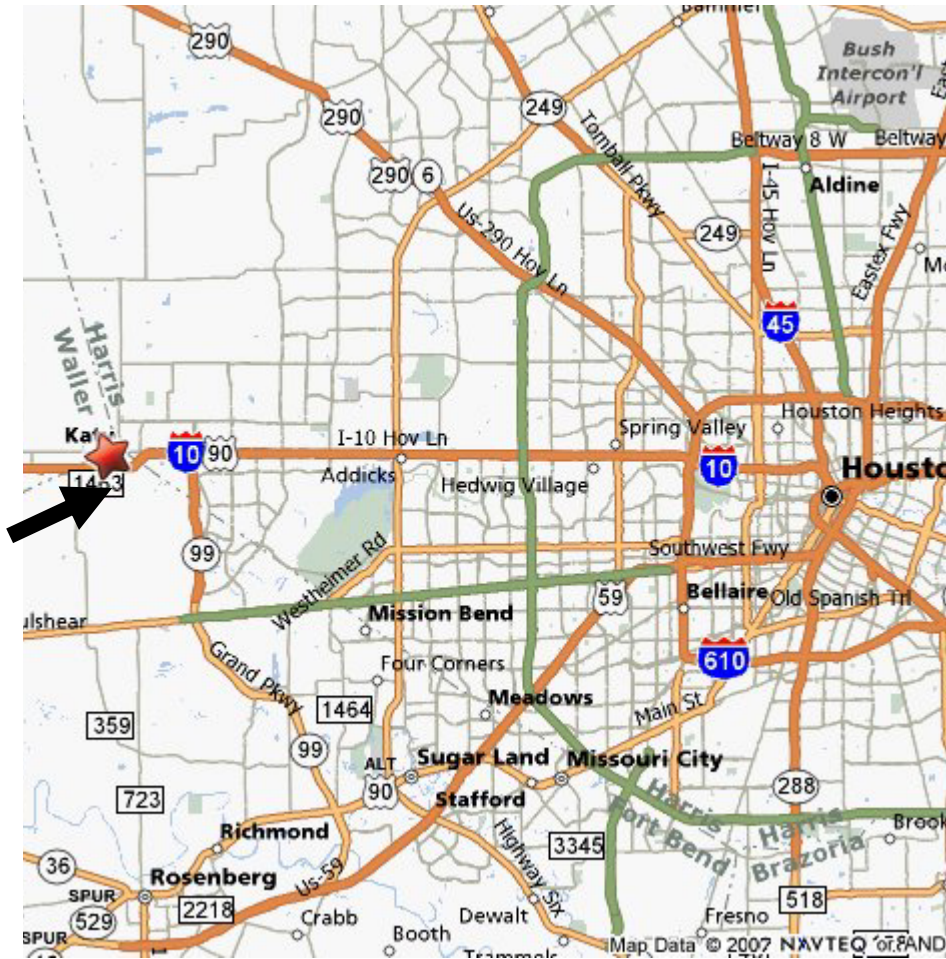 Bammel
290
Bush
Intercon'l
Airport
290
249
Tomball Pkwy
Beltway 8 W
Beltway
290
6
Aldine
I-45 Hov Ln
Us-290 Hov Ln
249
Eastex Fwy
45
Harris
Waller
Houston Heights
Spring Valley
I-10 Hov Ln
10
90
Addicks
Hedwig Village
10
Housto
99
Westheimer Rd
Southwest Fwy
59
Bellaire
Old Spanish Trl
ulshear
Mission Bend
610
Four Corners
Grand Pkwy
Meadows
Main St
359
1464
99
ALT
90
Sugar Land
Missouri City
Stafford
288
723
Harris
Fort Bend
Harris
Brazoria
Richmond
Highway Six
3345
Brook
36
Us-59
SPUR
529
Rosenberg
2218
518
Crabb
Dewalt
Fresno
SPUR
Booth
Trammels
Map Data © 2007 NAVTEQ